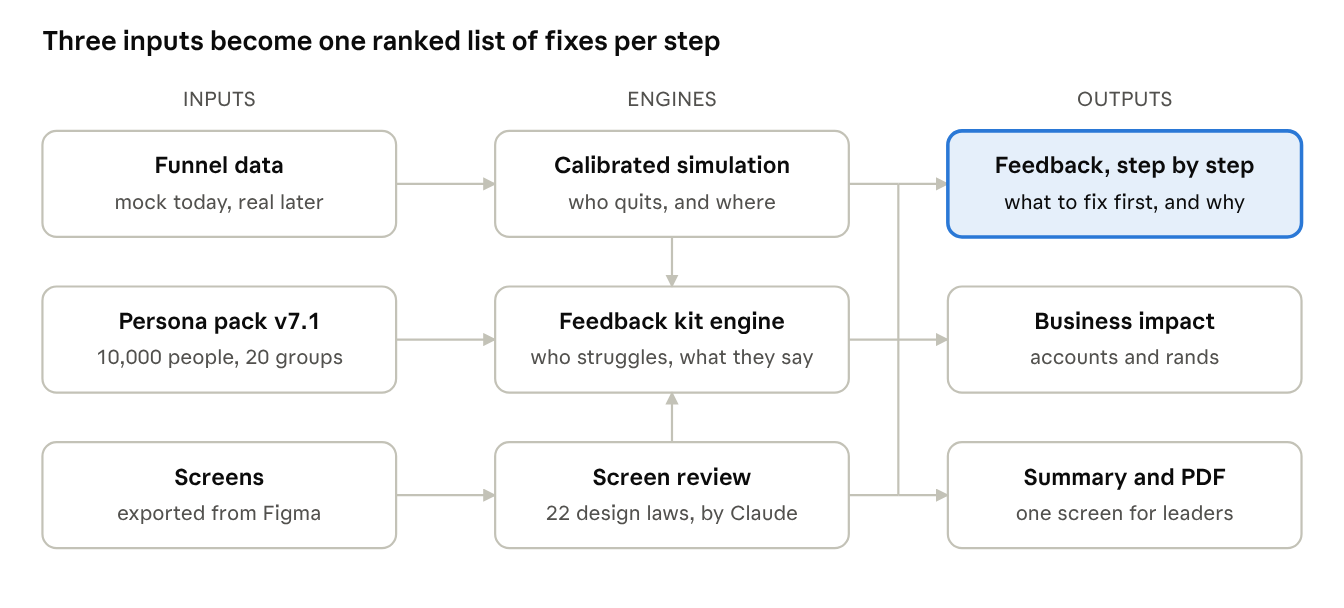 Three inputs become one ranked list of fixes per step
INPUTS
ENGINES
OUTPUTS
Funnel data
mock today, real later
Calibrated simulation
who quits, and where
Feedback, step by step
what to fix first, and why
Persona pack v7.1
10,000 people, 20 groups
Feedback kit engine
who struggles, what they say
Business impact
accounts and rands
Screens
exported from Figma
Screen review
22 design laws, by Claude
Summary and PDF
one screen for leaders